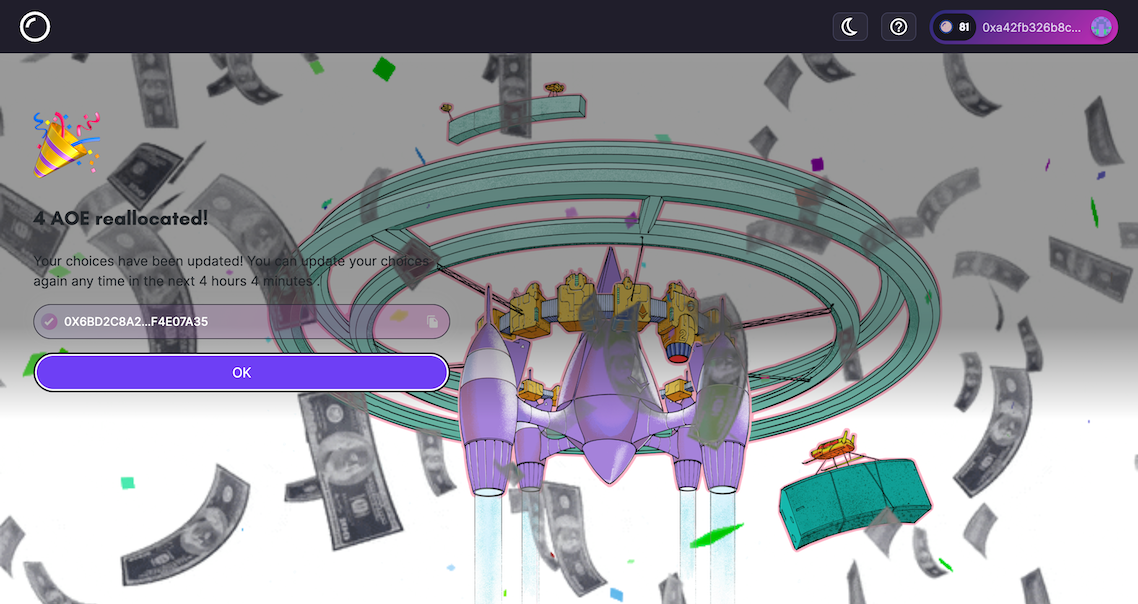 81 0xa42fb326b8c...
4 AOE reallocated!
Your choices have been updated! You can update your choices
again any time in the next 4 hours 4 minutes .
0X6BD2C8A2...F4E07A35
OK